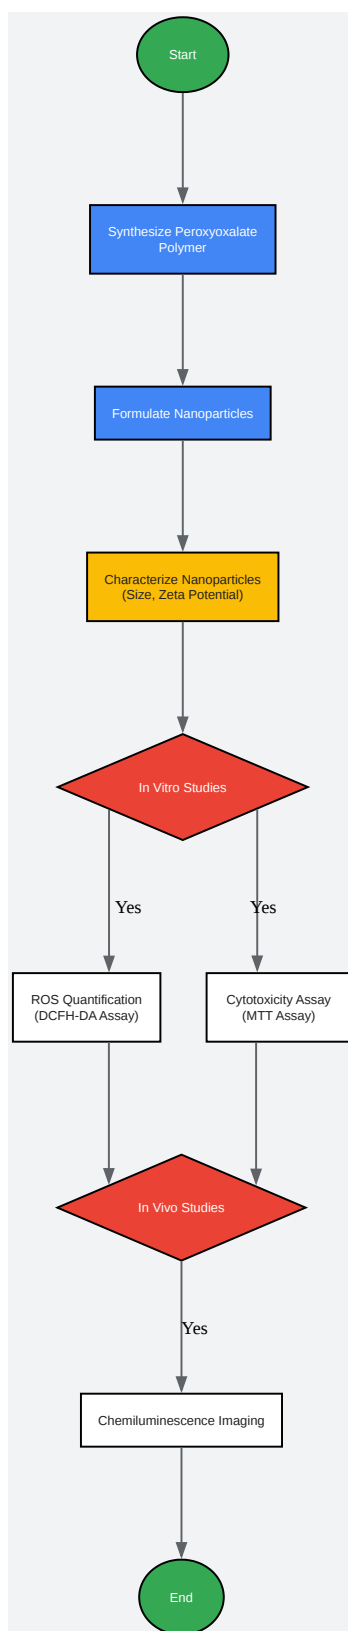 Start
Synthesize Peroxyoxalate
Polymer
Formulate Nanoparticles
Characterize Nanoparticles
(Size, Zeta Potential)
In Vitro Studies
Yes
Yes
ROS Quantification
(DCFH-DA Assay)
Cytotoxicity Assay
(MTT Assay)
In Vivo Studies
Yes
Chemiluminescence Imaging
End